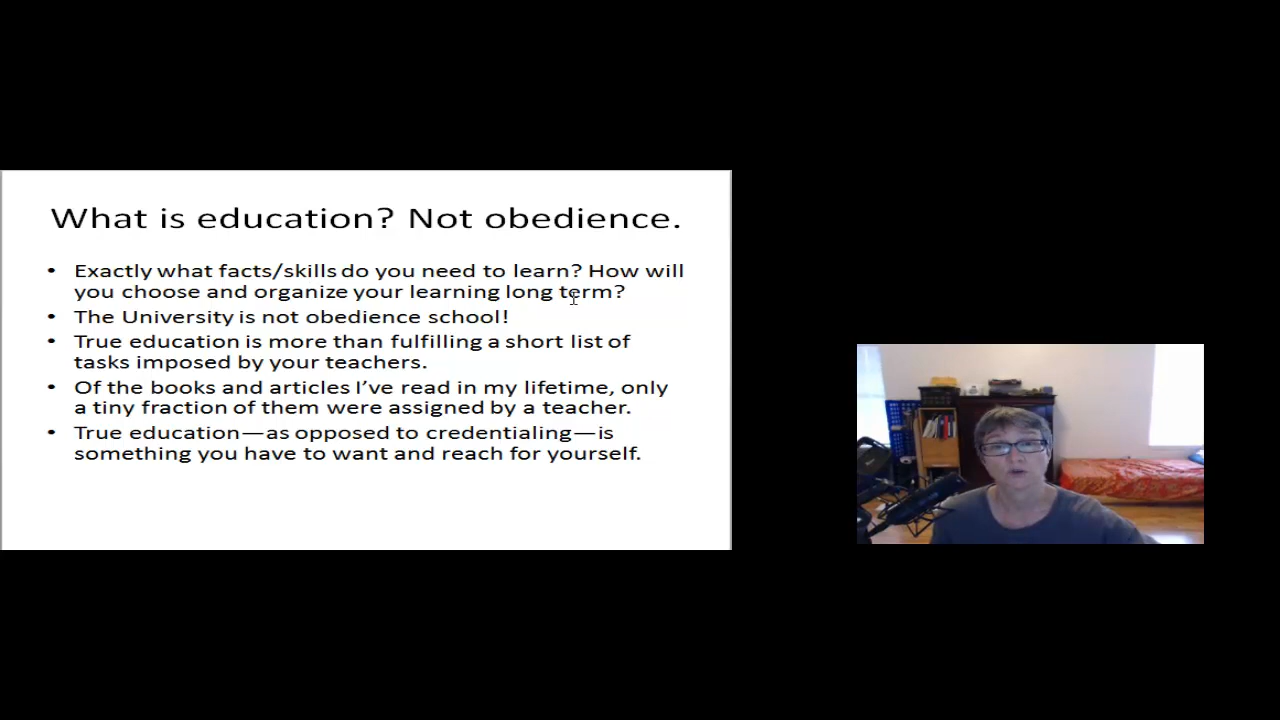 What is education? Not obedience.
• Exactly what facts/skills do you need to learn? How will
you choose and organize your learning long term?
• The University is not obedience school!
• True education is more than fulfilling a short list of
tasks imposed by your teachers.
• Of the books and articles I’ve read in my lifetime, only
a tiny fraction of them were assigned by a teacher.
• True education—as opposed to credentialing—is
something you have to want and reach for yourself.